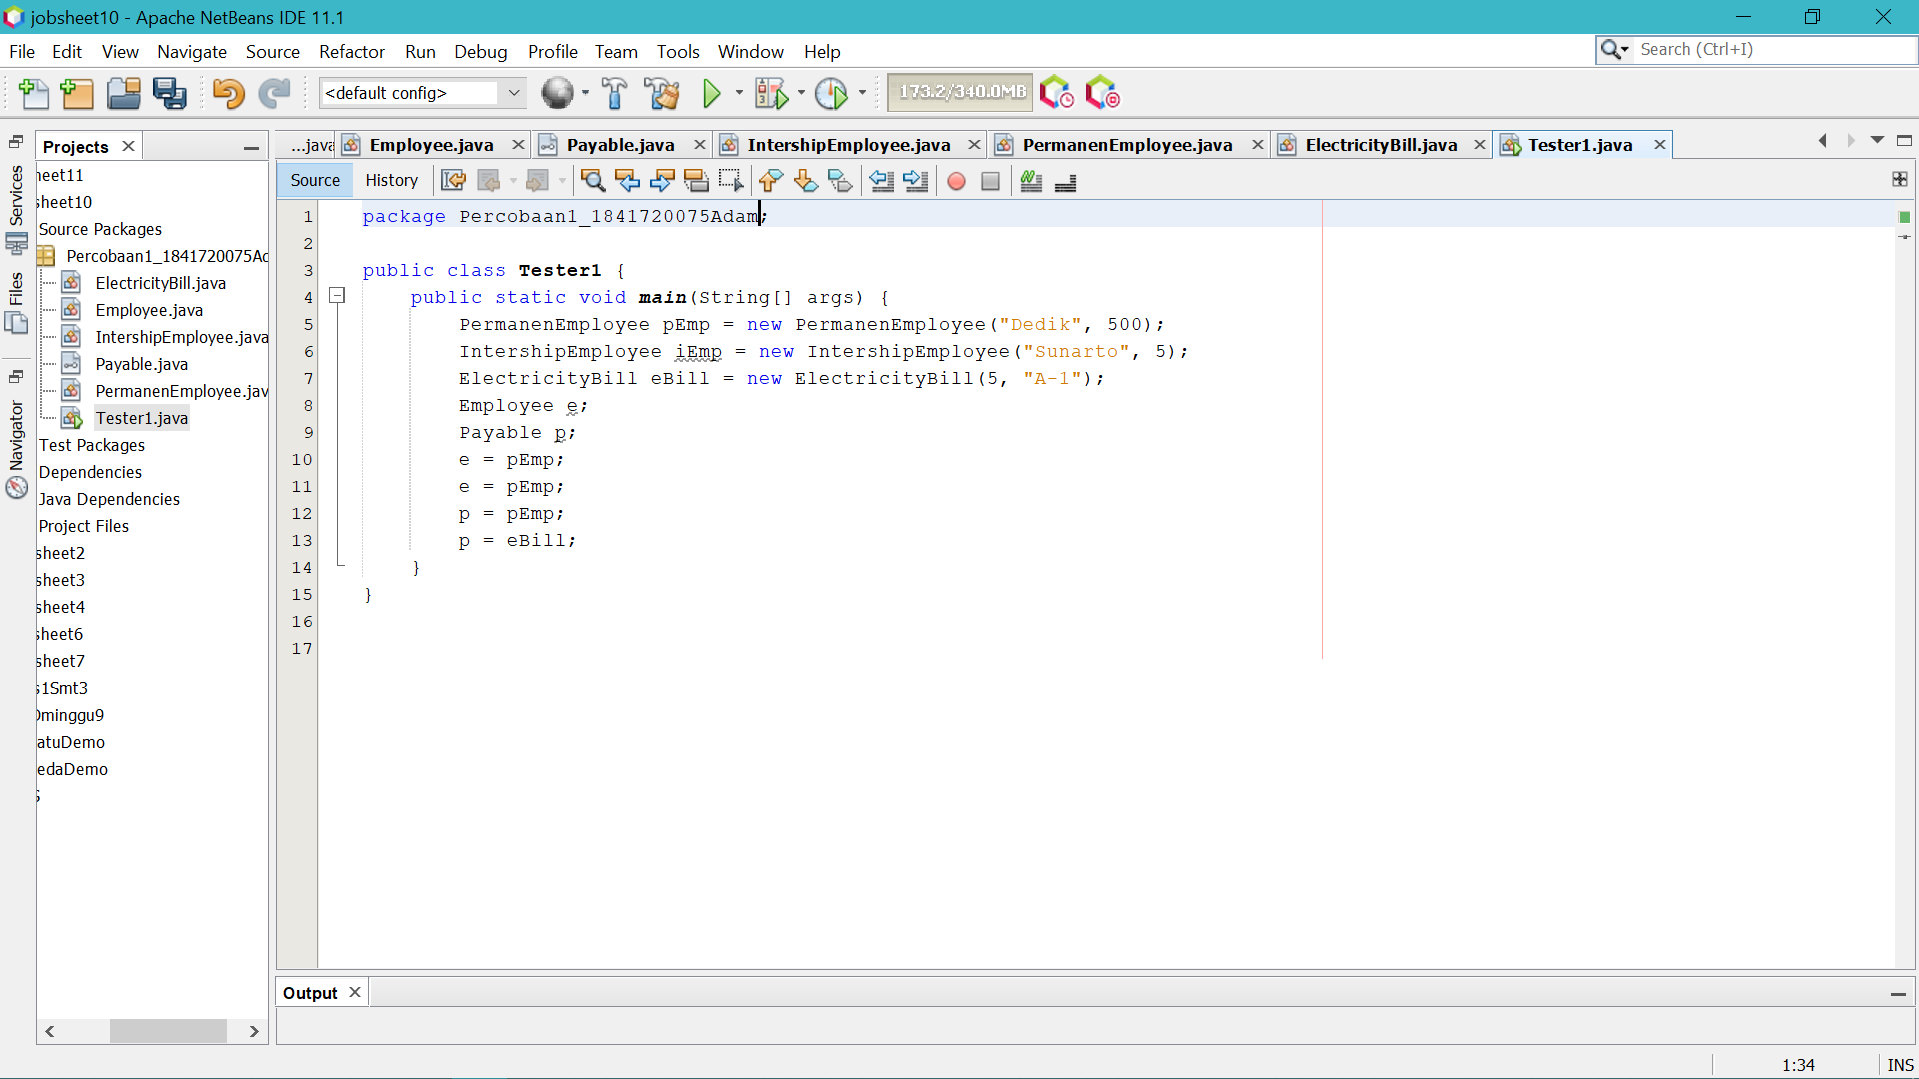 jobsheet10 - Apache NetBeans IDE 11.1
File Edit View Navigate Source Refactor Run Debug Profile Team Tools Window Help
Search (Ctrl+I)
<default config>
173.2/340.0MB
Projects
...java Employee.java Payable.java IntershipEmployee.java PermanenEmployee.java ElectricityBill.java Tester1.java
Source History
Services
Files
Navigator
heet11
sheet10
Source Packages
Percobaan1_1841720075Ad
ElectricityBill.java
Employee.java
IntershipEmployee.java
Payable.java
PermanenEmployee.jav
Tester1.java
Test Packages
Dependencies
Java Dependencies
Project Files
sheet2
sheet3
sheet4
sheet6
sheet7
s1Smt3
Ominggu9
atuDemo
edaDemo
S
1 package Percobaan1_1841720075Adam;
2
3 public class Tester1 {
4 public static void main(String[] args) {
5 PermanenEmployee pEmp = new PermanenEmployee("Dedik", 500);
6 IntershipEmployee iEmp = new IntershipEmployee("Sunarto", 5);
7 ElectricityBill eBill = new ElectricityBill(5, "A-1");
8 Employee e;
9 Payable p;
10 e = pEmp;
11 e = pEmp;
12 p = pEmp;
13 p = eBill;
14 }
15 }
16
17
Output
1:34 INS